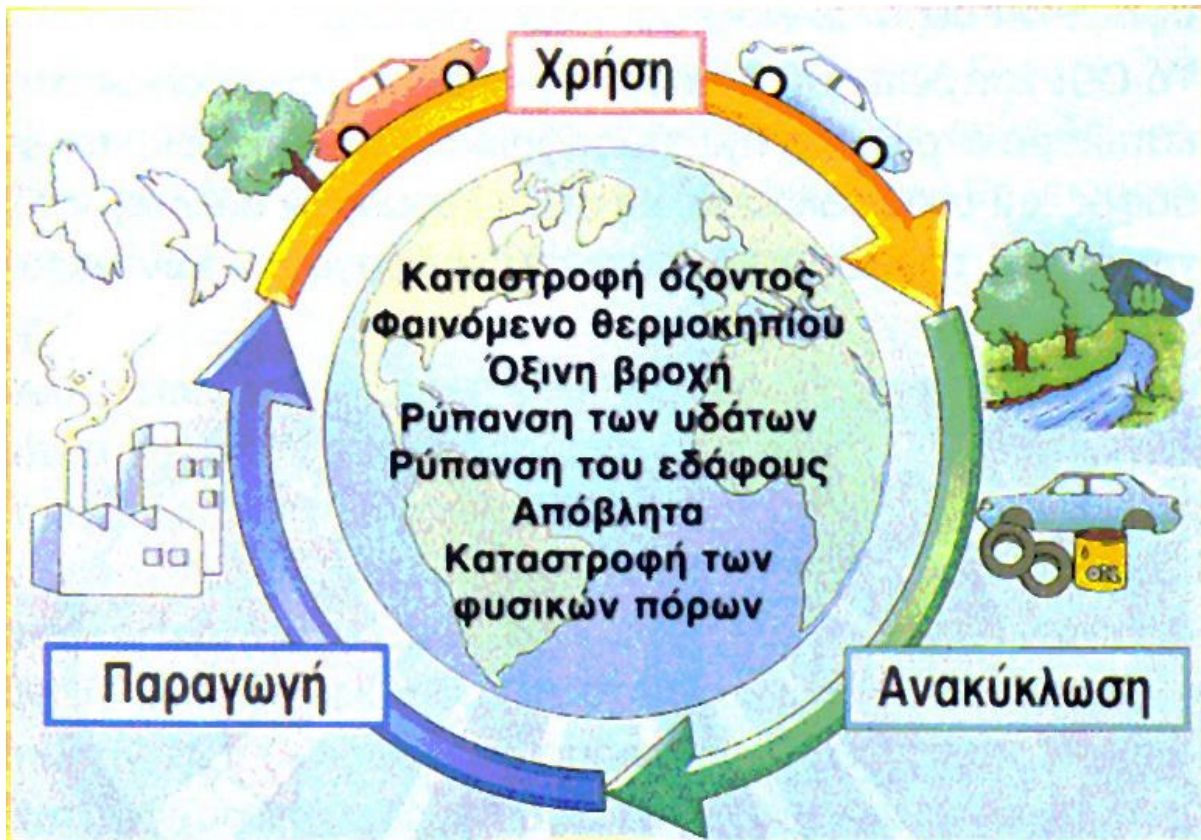 Χρήση
Καταστροφή όζοντος
Φαινόμενο θερμοκηπίου
Όξινη βροχή
Ρύπανση των υδάτων
Ρύπανση του εδάφους
Απόβλητα
Καταστροφή των
φυσικών πόρων
OIL
Παραγωγή
Ανακύκλωση